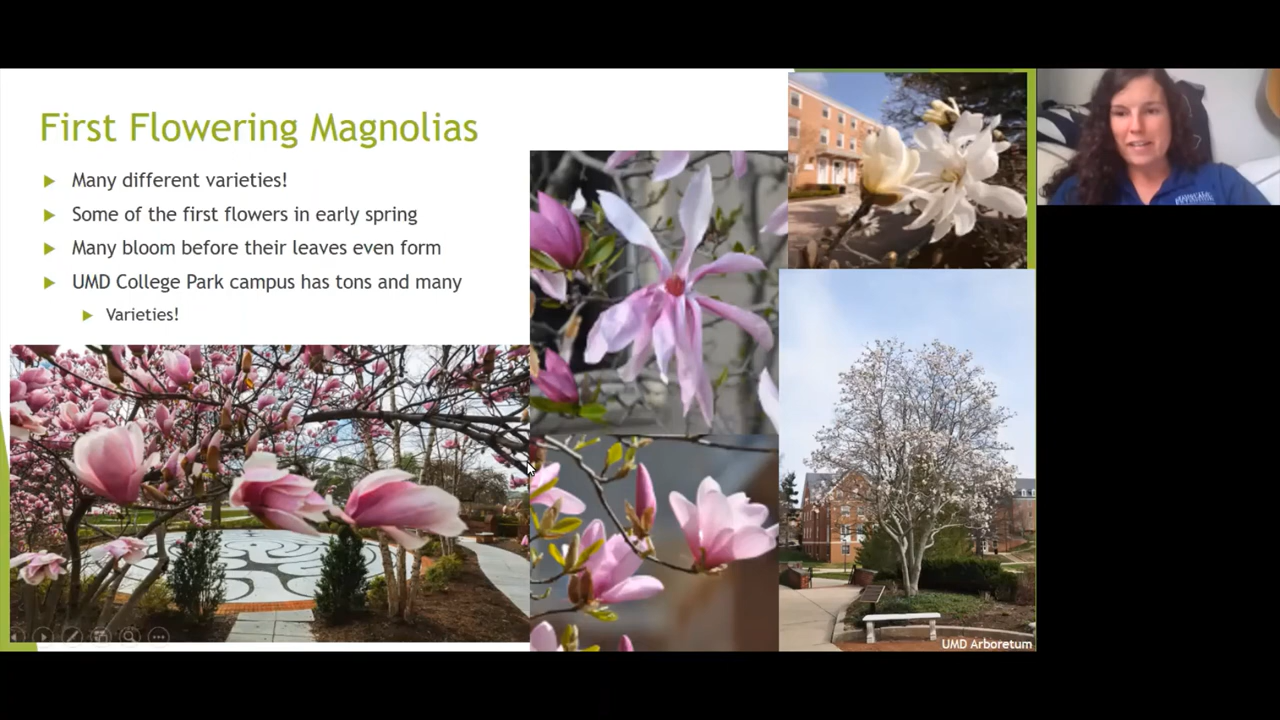 First Flowering Magnolias
Many different varieties!
Some of the first flowers in early spring
Many bloom before their leaves even form
UMD College Park campus has tons and many
Varieties!
UMD Arboretum